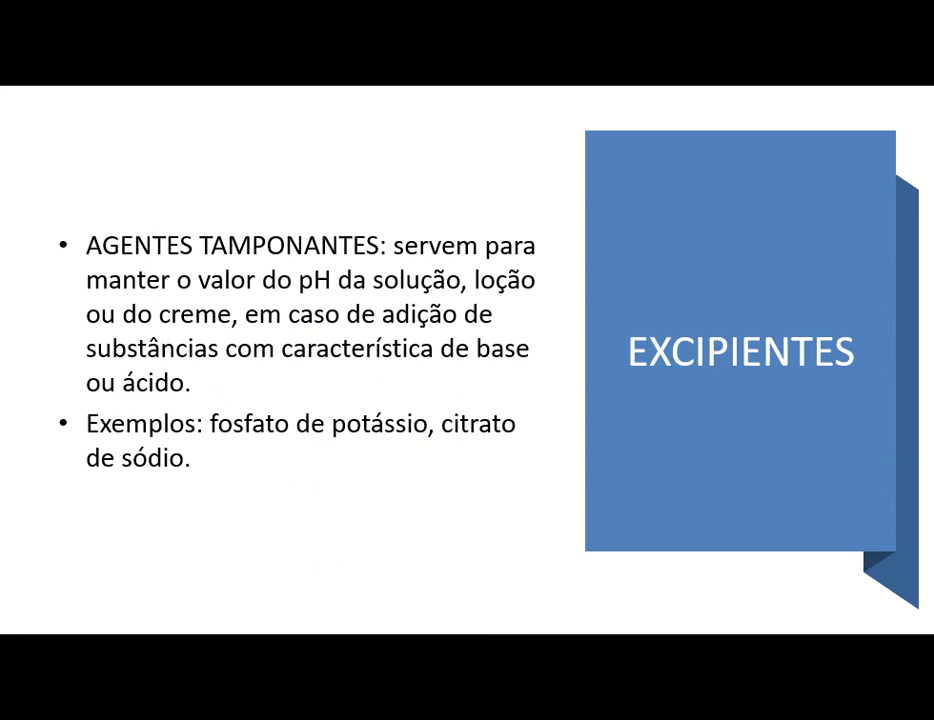 • AGENTES TAMPONANTES: servem para
manter o valor do pH da solução, loção
ou do creme, em caso de adição de
substâncias com característica de base
ou ácido.
• Exemplos: fosfato de potássio, citrato
de sódio.
EXCIPIENTES